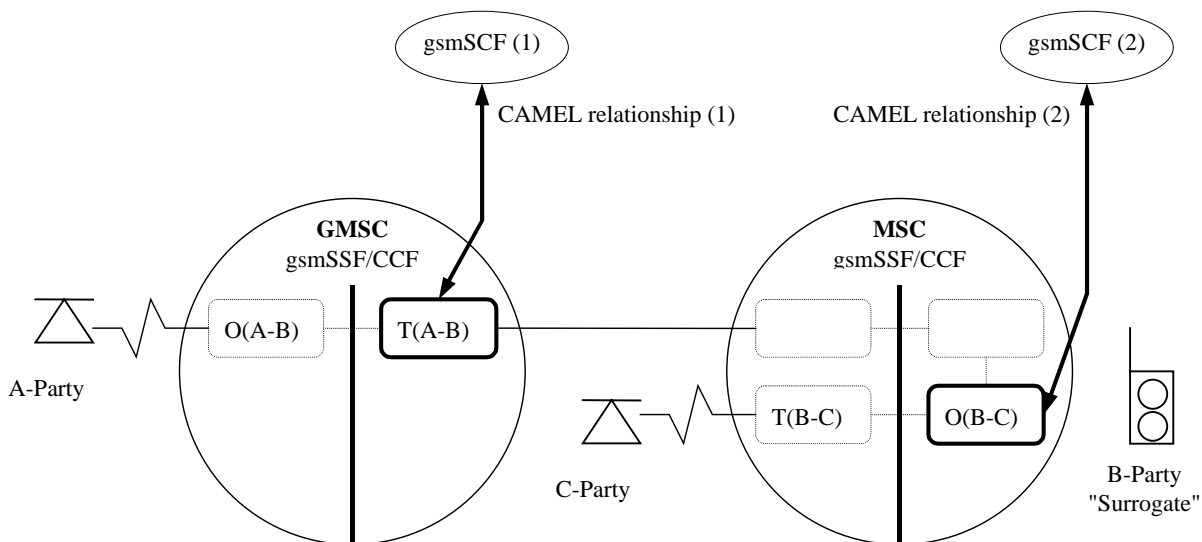 gsmSCF (1)
gsmSCF (2)
CAMEL relationship (1)
CAMEL relationship (2)
GMSC
gsmSSF/CCF
MSC
gsmSSF/CCF
O(A-B)
T(A-B)
A-Party
T(B-C)
O(B-C)
C-Party
B-Party
"Surrogate"